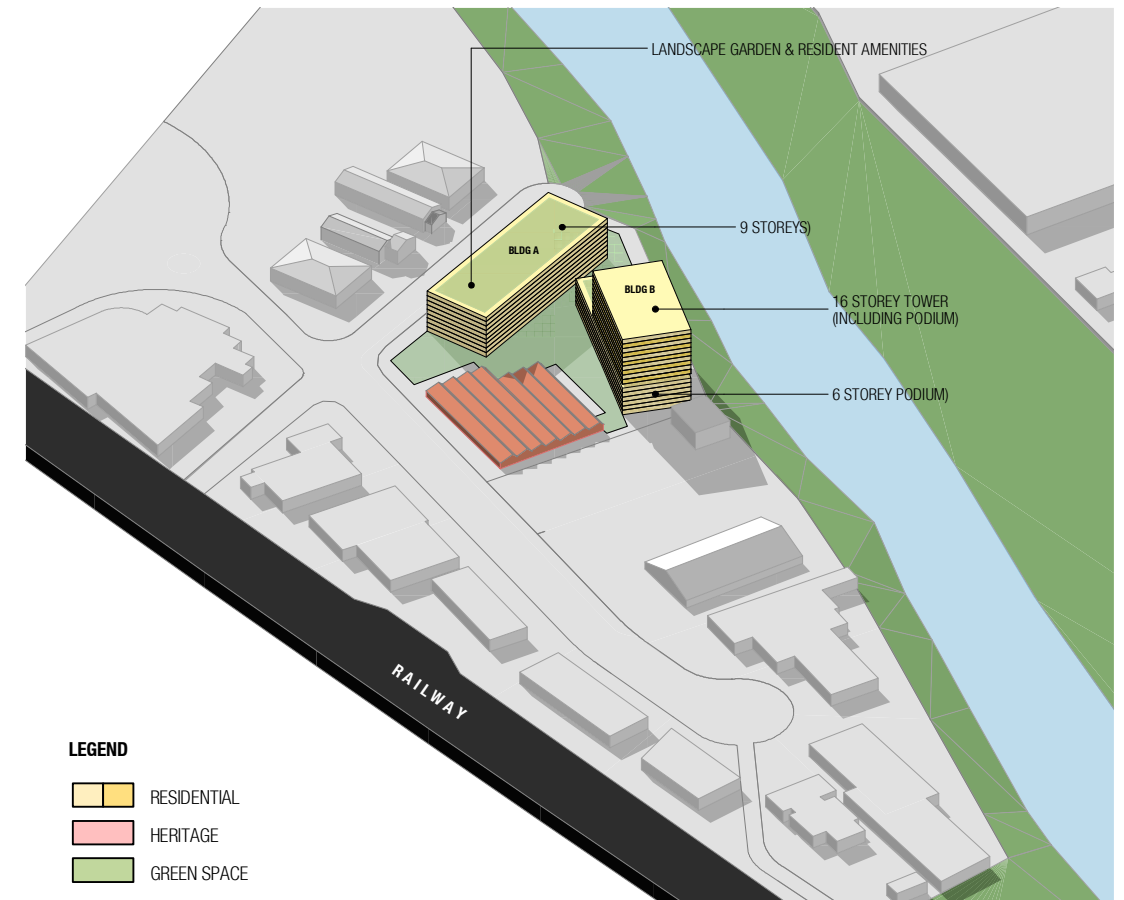 LANDSCAPE GARDEN & RESIDENT AMENITIES
9 STOREYS)
BLDG A
BLDG B
16 STOREY TOWER
(INCLUDING PODIUM)
6 STOREY PODIUM)
RAILWAY
LEGEND
RESIDENTIAL
HERITAGE
GREEN SPACE